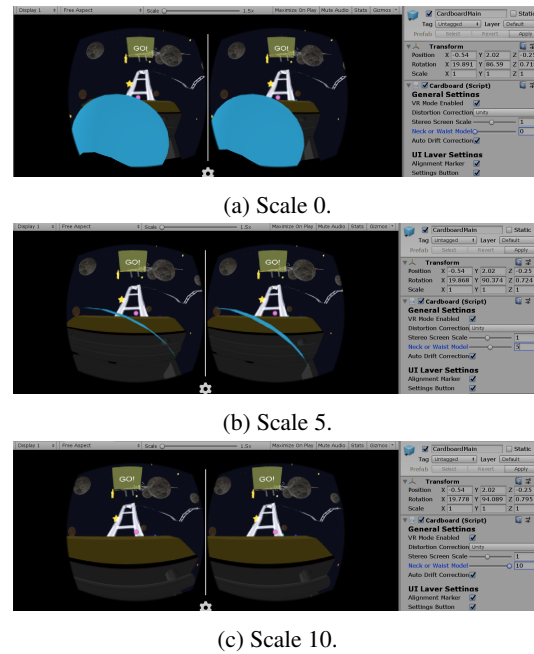 Display 1 Free Aspect Scale 1.5x Maximize On Play Mute Audio Stats Gizmos
CardboardMain Static
Tag Untagged Layer Default
Prefab Select Revert Apply
Transform
Position X -0.54 Y 2.02 Z -0.25
Rotation X 19.891 Y 86.59 Z 0.71
Scale X 1 Y 1 Z 1
Cardboard (Script)
General Settings
VR Mode Enabled
Distortion Correction Unity
Stereo Screen Scale 1
Neck or Waist Model 0
Auto Drift Correction
UI Layer Settings
Alignment Marker
Settings Button
GO!
GO!
(a) Scale 0.
Display 1 Free Aspect Scale 1.5x Maximize On Play Mute Audio Stats Gizmos
CardboardMain Static
Tag Untagged Layer Default
Prefab Select Revert Apply
Transform
Position X -0.54 Y 2.02 Z -0.25
Rotation X 19.868 Y 90.374 Z 0.724
Scale X 1 Y 1 Z 1
Cardboard (Script)
General Settings
VR Mode Enabled
Distortion Correction Unity
Stereo Screen Scale 1
Neck or Waist Model
Auto Drift Correction
UI Layer Settings
Alignment Marker
Settings Button
GO!
GO!
(b) Scale 5.
Display 1 Free Aspect Scale 1.5x Maximize On Play Mute Audio Stats Gizmos
CardboardMain Static
Tag Untagged Layer Default
Prefab Select Revert Apply
Transform
Position X -0.54 Y 2.02 Z -0.25
Rotation X 19.778 Y 94.089 Z 0.795
Scale X 1 Y 1 Z 1
Cardboard (Script)
General Settings
VR Mode Enabled
Distortion Correction Unity
Stereo Screen Scale 1
Neck or Waist Model 10
Auto Drift Correction
UI Layer Settings
Alignment Marker
Settings Button
GO!
GO!
(c) Scale 10.